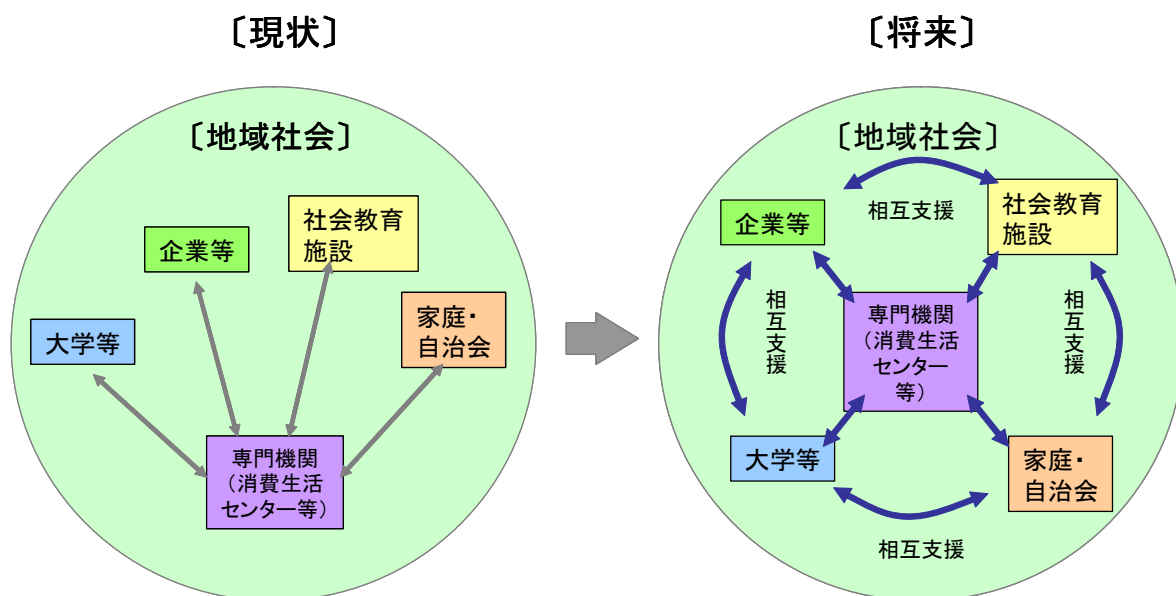 〔現状〕
〔地域社会〕
社会教育
施設
企業等
家庭・
自治会
大学等
専門機関
（消費生活
センター等）
〔将来〕
〔地域社会〕
相互支援
社会教育
施設
企業等
相互支援
専門機関
（消費生活
センター
等）
相互支援
大学等
家庭・
自治会
相互支援